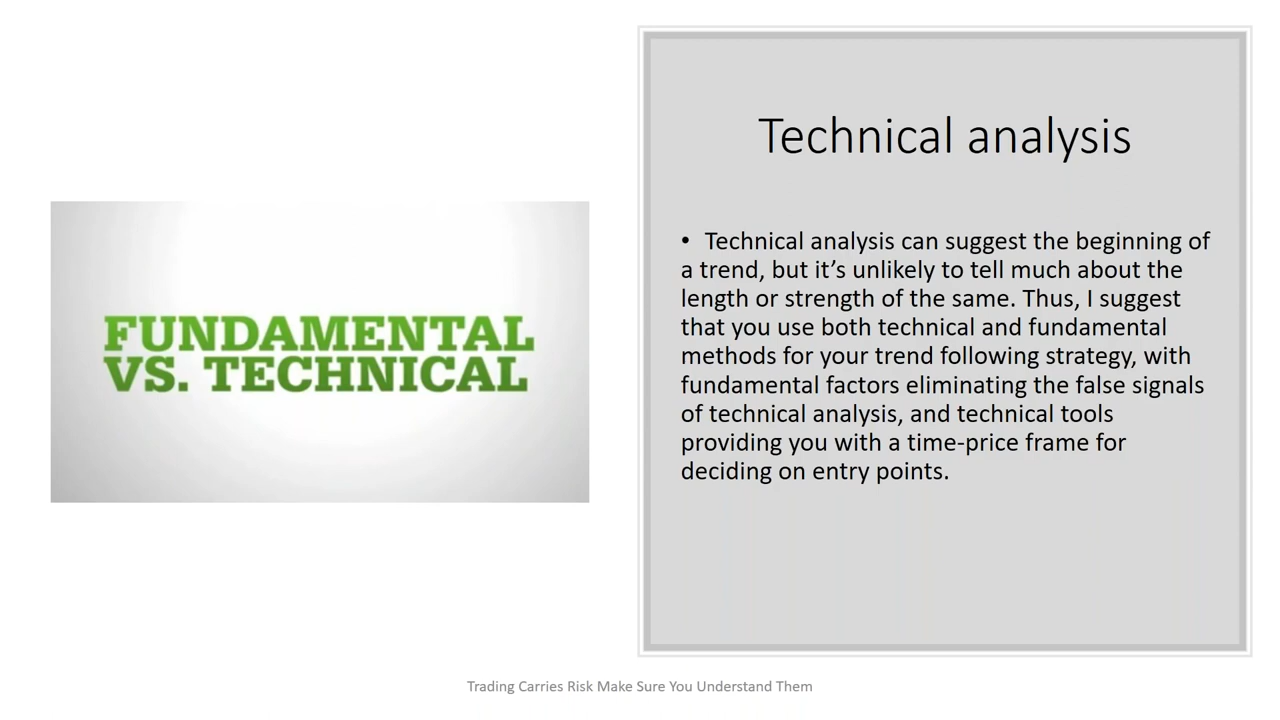 FUNDAMENTAL
VS. TECHNICAL
Technical analysis
• Technical analysis can suggest the beginning of
a trend, but it’s unlikely to tell much about the
length or strength of the same. Thus, I suggest
that you use both technical and fundamental
methods for your trend following strategy, with
fundamental factors eliminating the false signals
of technical analysis, and technical tools
providing you with a time-price frame for
deciding on entry points.
Trading Carries Risk Make Sure You Understand Them